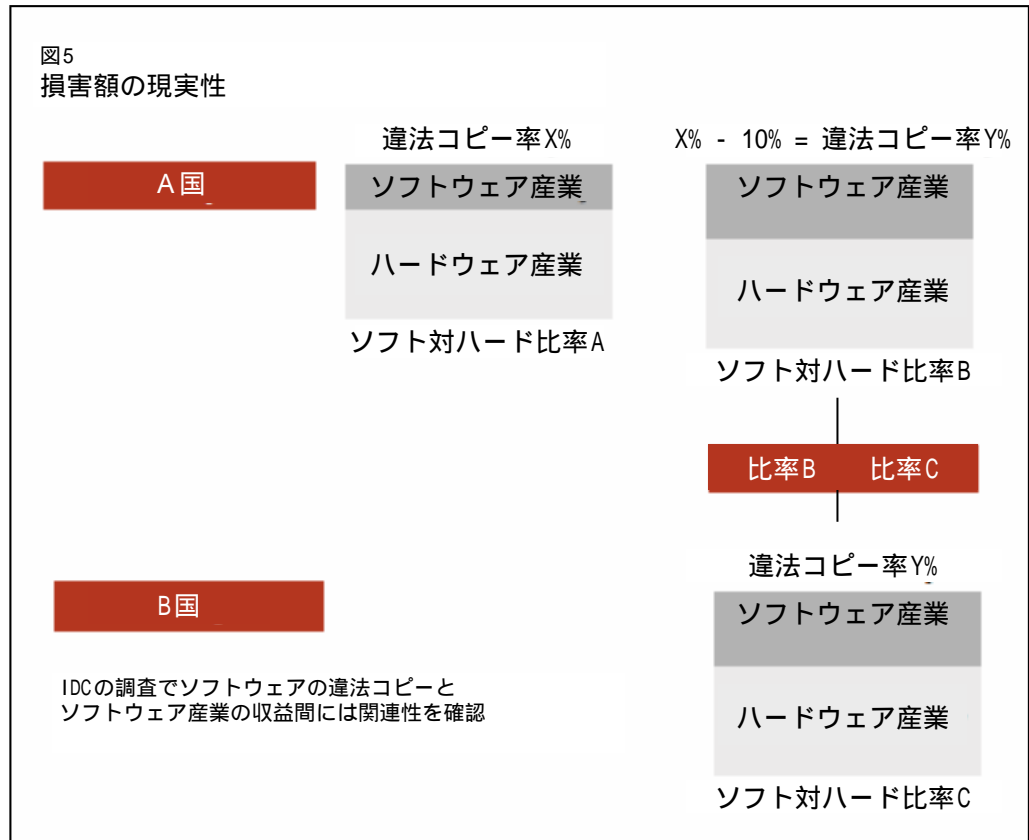 図5
損害額の現実性
違法コピー率X%
X% - 10% = 違法コピー率Y%
A国
ソフトウェア産業
ソフトウェア産業
ハードウェア産業
ハードウェア産業
ソフト対ハード比率A
ソフト対ハード比率B
比率B 比率C
違法コピー率Y%
B国
ソフトウェア産業
IDCの調査でソフトウェアの違法コピーと
ソフトウェア産業の収益間には関連性を確認
ハードウェア産業
ソフト対ハード比率C